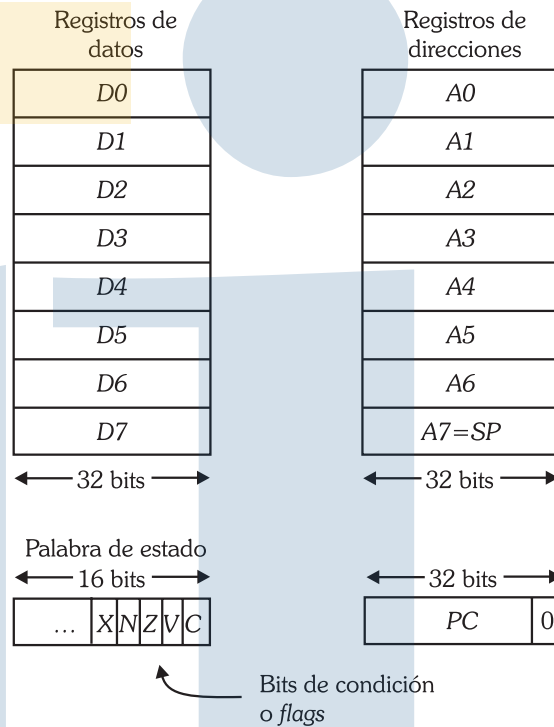 Registros de
datos
D0
D1
D2
D3
D4
D5
D6
D7
32 bits
Registros de
direcciones
A0
A1
A2
A3
A4
A5
A6
A7=SP
32 bits
Palabra de estado
16 bits
... X N Z V C
32 bits
PC 0
Bits de condición
o flags